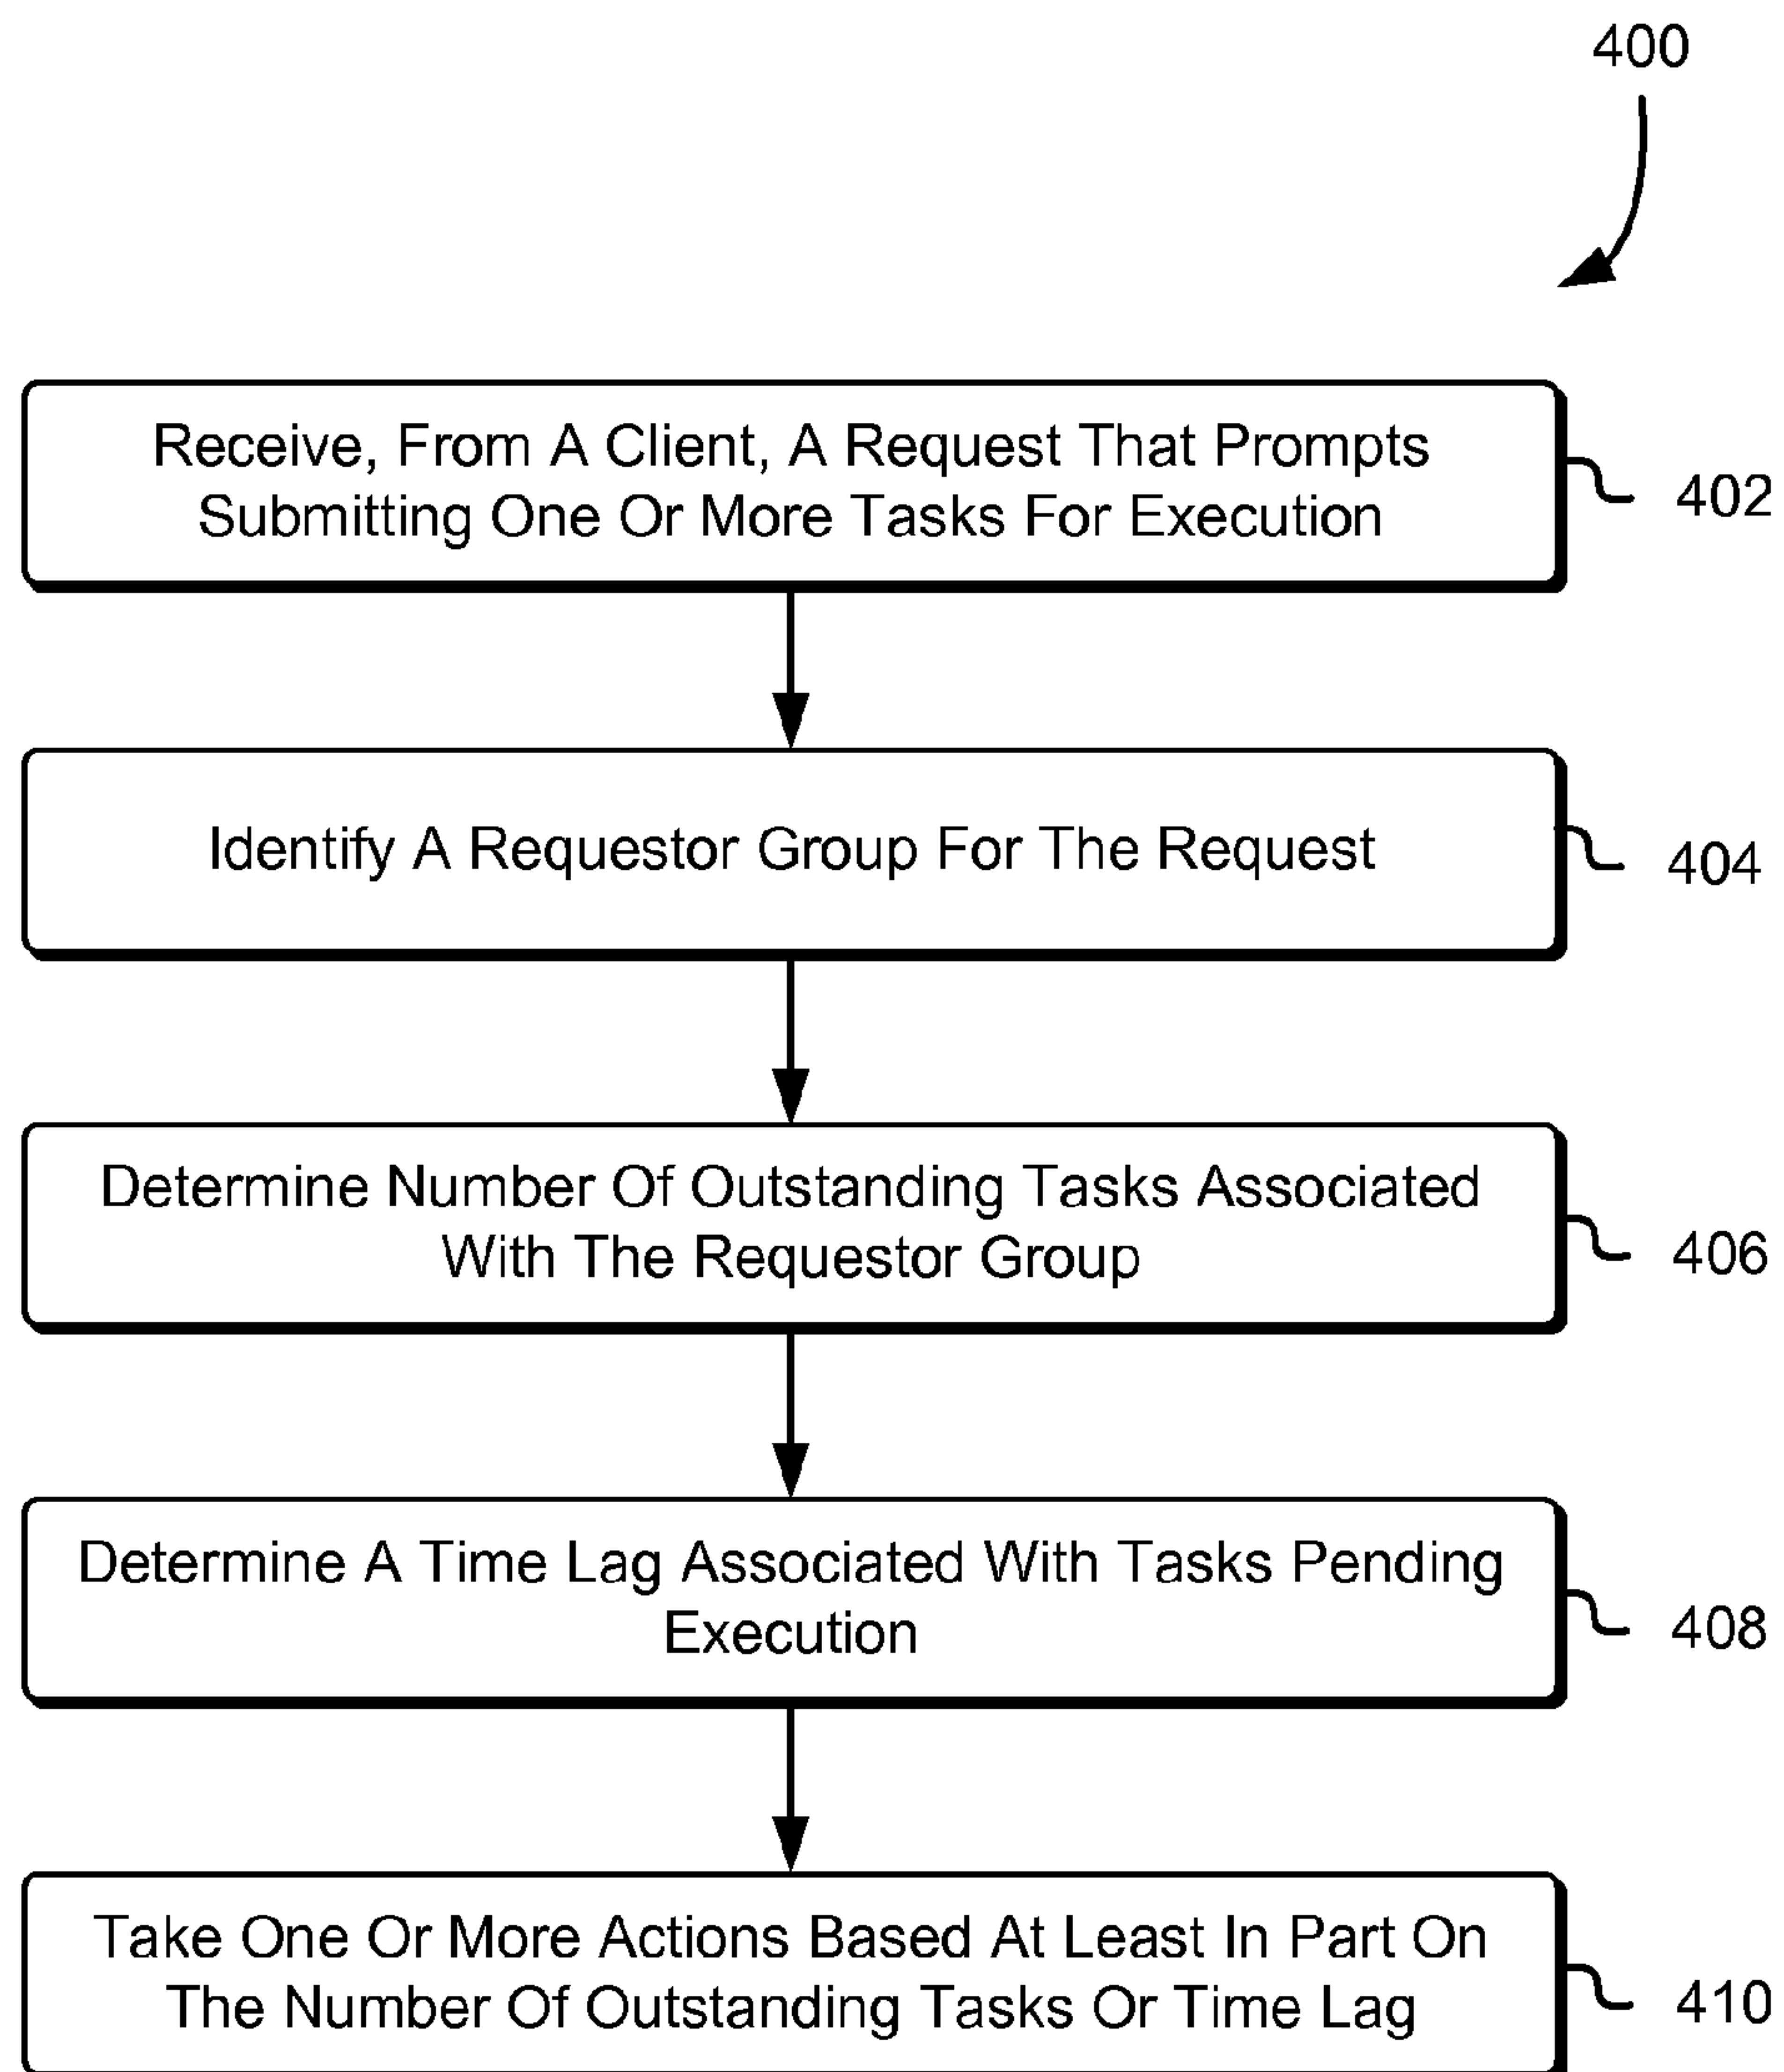 400
Receive, From A Client, A Request That Prompts
Submitting One Or More Tasks For Execution
402
Identify A Requestor Group For The Request
404
Determine Number Of Outstanding Tasks Associated
With The Requestor Group
406
Determine A Time Lag Associated With Tasks Pending
Execution
408
Take One Or More Actions Based At Least In Part On
The Number Of Outstanding Tasks Or Time Lag
410